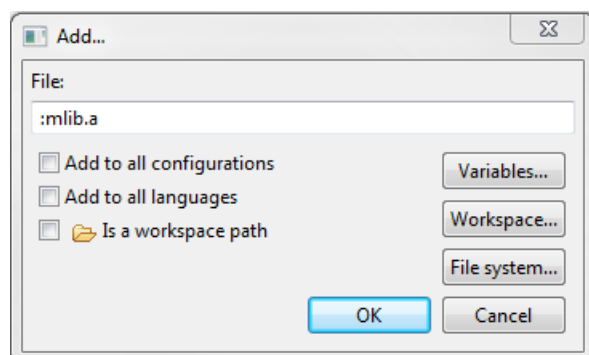 Add...
File:
:mlib.a
Add to all configurations
Variables...
Add to all languages
Workspace...
Is a workspace path
File system...
OK
Cancel